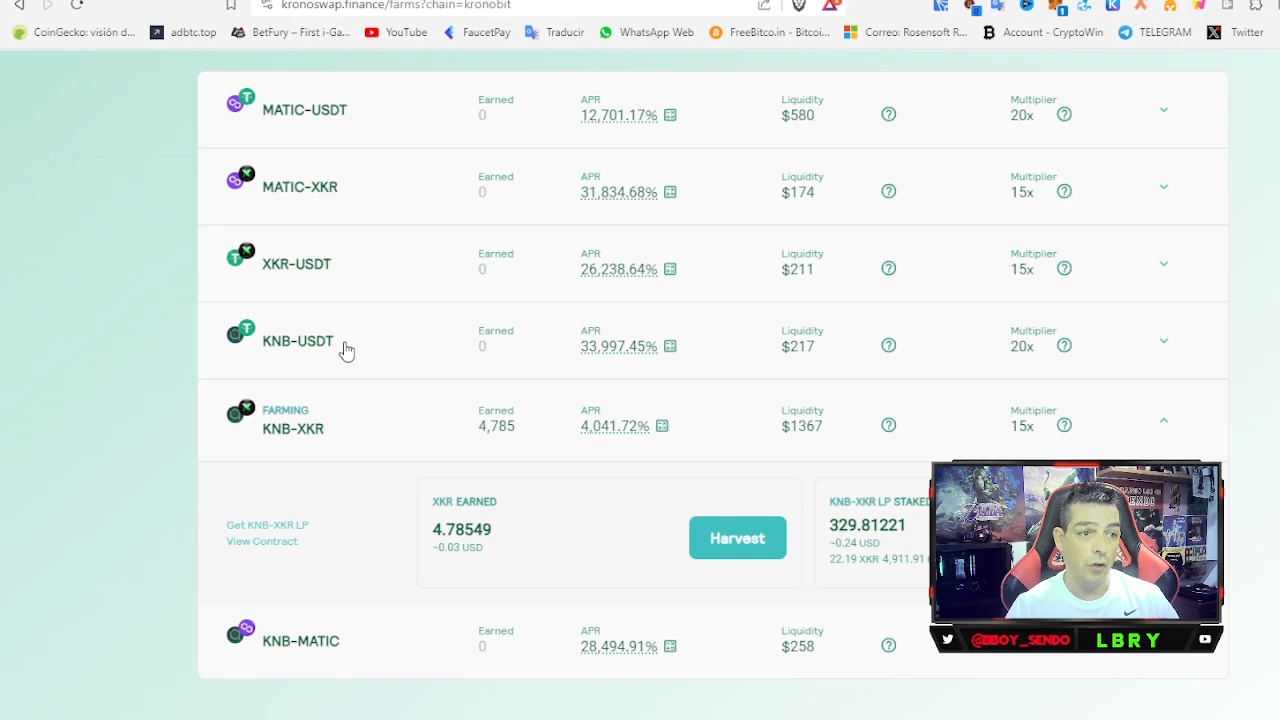 kronoswap.finance/farms?chain=kronobit
CoinGecko: visión d... adbtc.top BetFury – First i-Ga... YouTube FaucetPay Traducir WhatsApp Web FreeBitco.in - Bitcoi... Correo: Rosensoft R... Account - CryptoWin TELEGRAM Twitter
MATIC-USDT Earned 0 APR 12,701.17% Liquidity $580 Multiplier 20x
MATIC-XKR Earned 0 APR 31,834.68% Liquidity $174 Multiplier 15x
XKR-USDT Earned 0 APR 26,238.64% Liquidity $211 Multiplier 15x
KNB-USDT Earned 0 APR 33,997.45% Liquidity $217 Multiplier 20x
FARMING
KNB-XKR Earned 4,785 APR 4,041.72% Liquidity $1367 Multiplier 15x
Get KNB-XKR LP
View Contract
XKR EARNED
4.78549
~0.03 USD
Harvest
KNB-XKR LP STAKED
329.81221
~0.24 USD
22.19 XKR 4,911.91
KNB-MATIC Earned 0 APR 28,494.91% Liquidity $258
@BBOY_SENDO LBRY